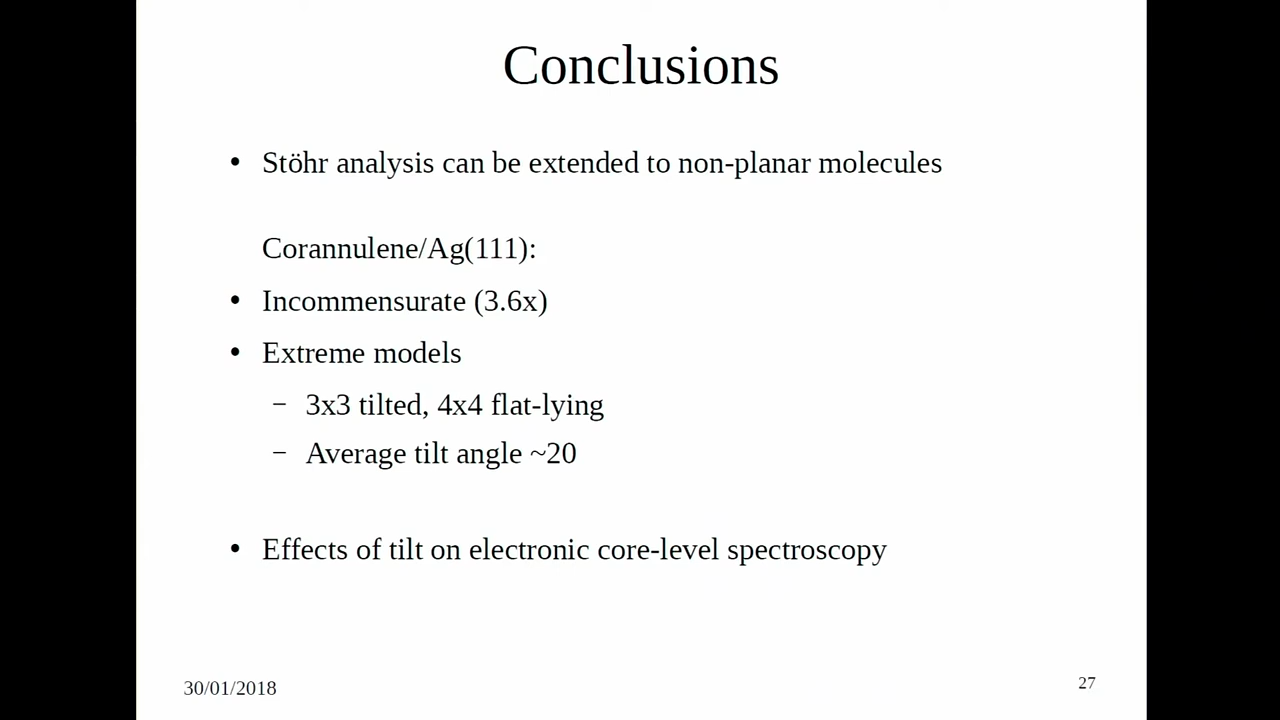 Conclusions
• Stöhr analysis can be extended to non-planar molecules
Corannulene/Ag(111):
• Incommensurate (3.6x)
• Extreme models
– 3x3 tilted, 4x4 flat-lying
– Average tilt angle ~20
• Effects of tilt on electronic core-level spectroscopy
30/01/2018
27